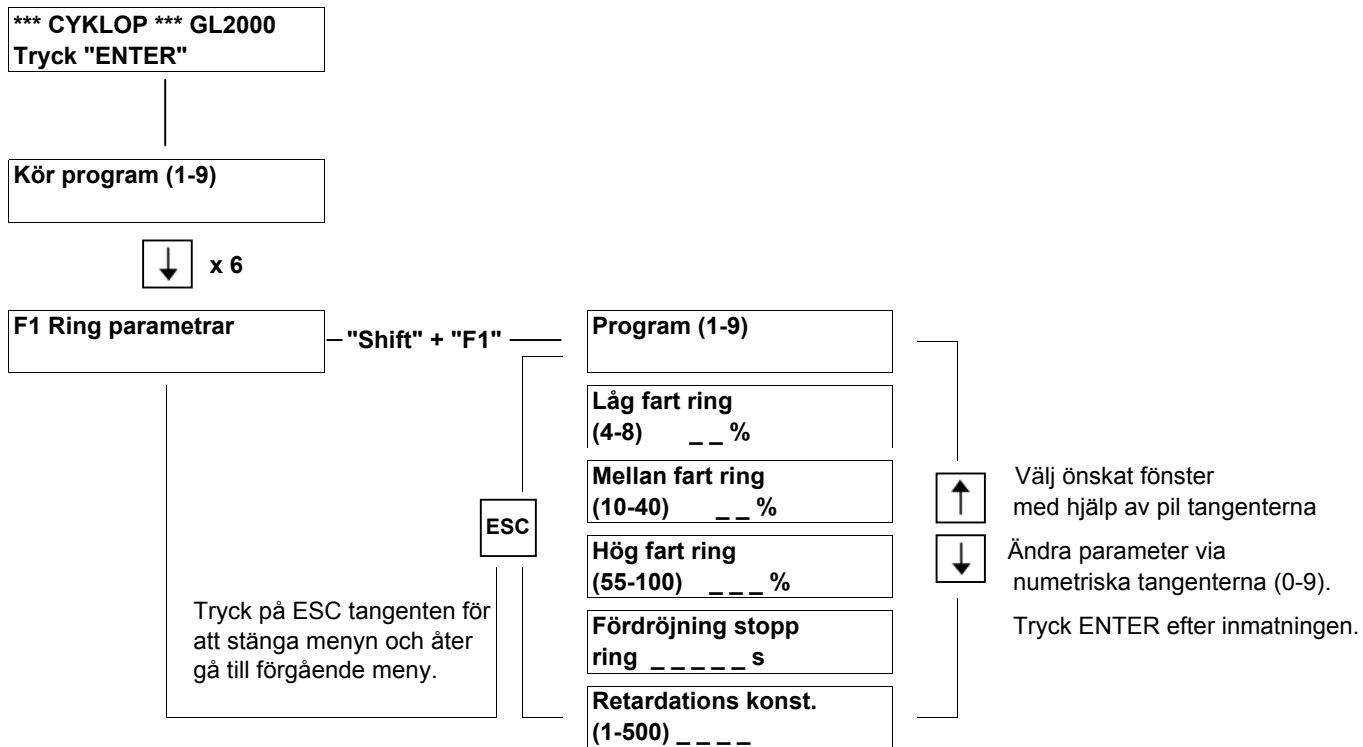 *** CYKLOP *** GL2000
Tryck "ENTER"
Kör program (1-9)
x 6
F1 Ring parametrar
"Shift" + "F1"
Program (1-9)
Låg fart ring
(4-8) _ _ %
Mellan fart ring
(10-40) _ _ %
Hög fart ring
(55-100) _ _ _ %
Fördröjning stopp
ring _ _ _ _ _ s
Retardations konst.
(1-500) _ _ _ _
ESC
Tryck på ESC tangenten för
att stänga menyn och åter
gå till förgående meny.
Välj önskat fönster
med hjälp av pil tangenterna
Ändra parameter via
numetriska tangenterna (0-9).
Tryck ENTER efter inmatningen.